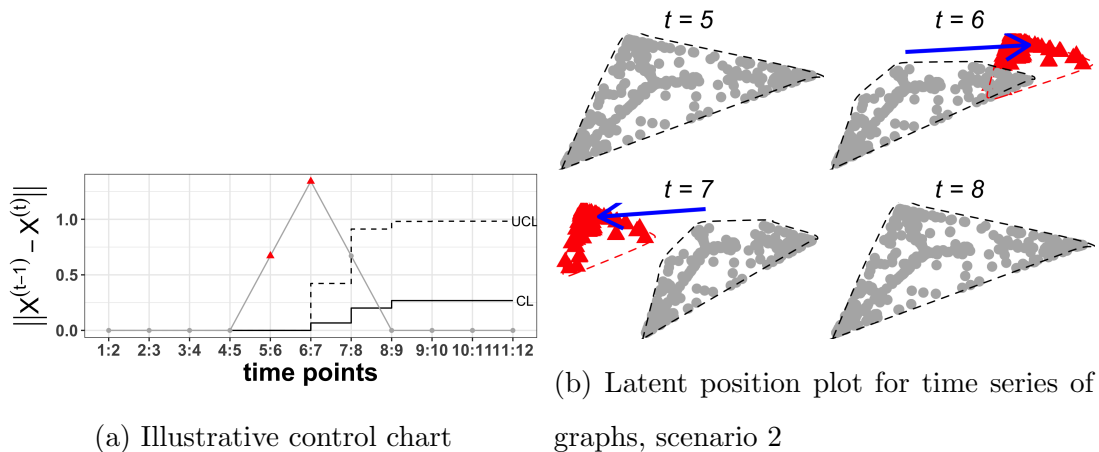 t = 5
t = 6
t = 7
t = 8
||X^(t−1) − X^(t)||
1.0
0.5
0.0
UCL
CL
1:2 2:3 3:4 4:5 5:6 6:7 7:8 8:9 9:10 10:11 11:12
time points
(a) Illustrative control chart
(b) Latent position plot for time series of
graphs, scenario 2